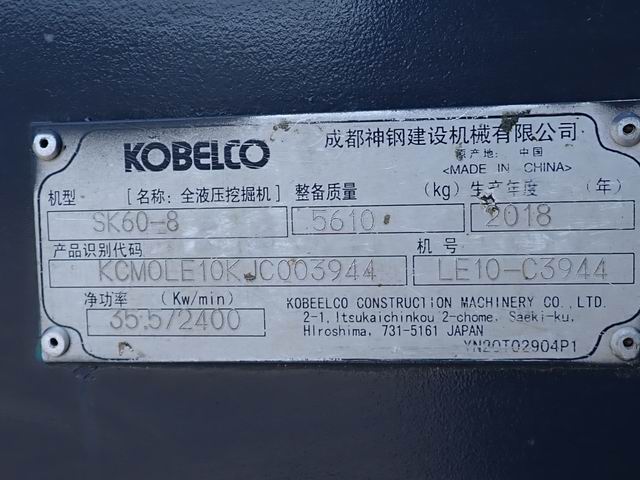 KOBELCO
成都神钢建设机械有限公司
原产地: 中国
<MADE IN CHINA>
机型 [名称: 全液压挖掘机] 整备质量 (kg) 生产年度 (年)
SK60-8 5610 2018
产品识别代码 机号
KCM0LE10KJC003944 LE10-C3944
净功率 (Kw/min)
35.5/2400
KOBEELCO CONSTRUC1ION MACHINERY CO., LTD.
2-1, Itsukaichinkou 2-chome, Saeki-ku,
HIroshima, 731-5161 JAPAN
YN20T02904P1